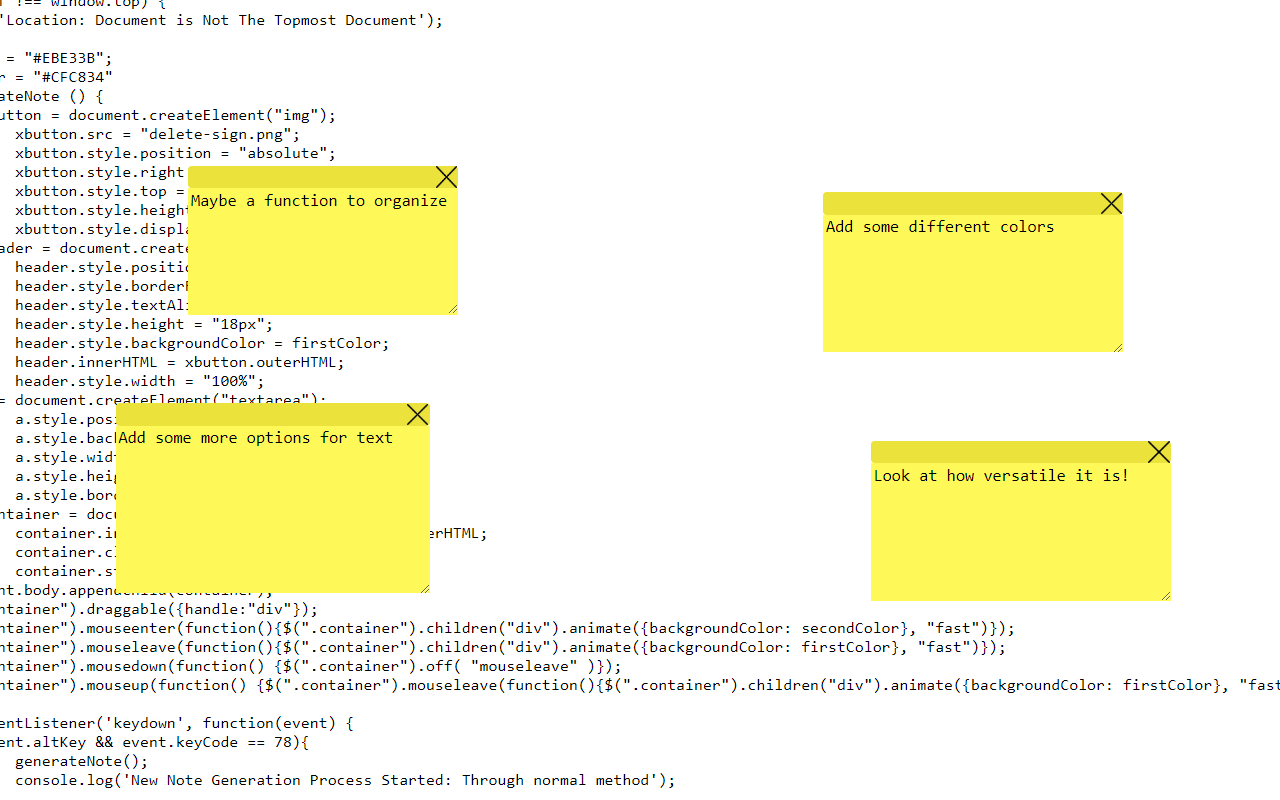 !== window.top) {
'Location: Document is Not The Topmost Document');
= "#EBE33B";
r = "#CFC834"
ateNote () {
utton = document.createElement("img");
xbutton.src = "delete-sign.png";
xbutton.style.position = "absolute";
xbutton.style.right
xbutton.style.top =
Maybe a function to organize
xbutton.style.height
xbutton.style.displa
Add some different colors
ader = document.create
header.style.positio
header.style.border
header.style.textAli
header.style.height = "18px";
header.style.backgroundColor = firstColor;
header.innerHTML = xbutton.outerHTML;
header.style.width = "100%";
= document.createElement("textarea");
a.style.pos
a.style.bac
Add some more options for text
a.style.widt
a.style.heig
Look at how versatile it is!
a.style.bor
ntainer = docu
container.in erHTML;
container.c
container.st
nt.body.appendChild(container);
ntainer").draggable({handle:"div"});
ntainer").mouseenter(function(){$(".container").children("div").animate({backgroundColor: secondColor}, "fast")});
ntainer").mouseleave(function(){$(".container").children("div").animate({backgroundColor: firstColor}, "fast")});
ntainer").mousedown(function() {$(".container").off( "mouseleave" )});
ntainer").mouseup(function() {$(".container").mouseleave(function(){$(".container").children("div").animate({backgroundColor: firstColor}, "fast
entListener('keydown', function(event) {
ent.altKey && event.keyCode == 78){
generateNote();
console.log('New Note Generation Process Started: Through normal method');